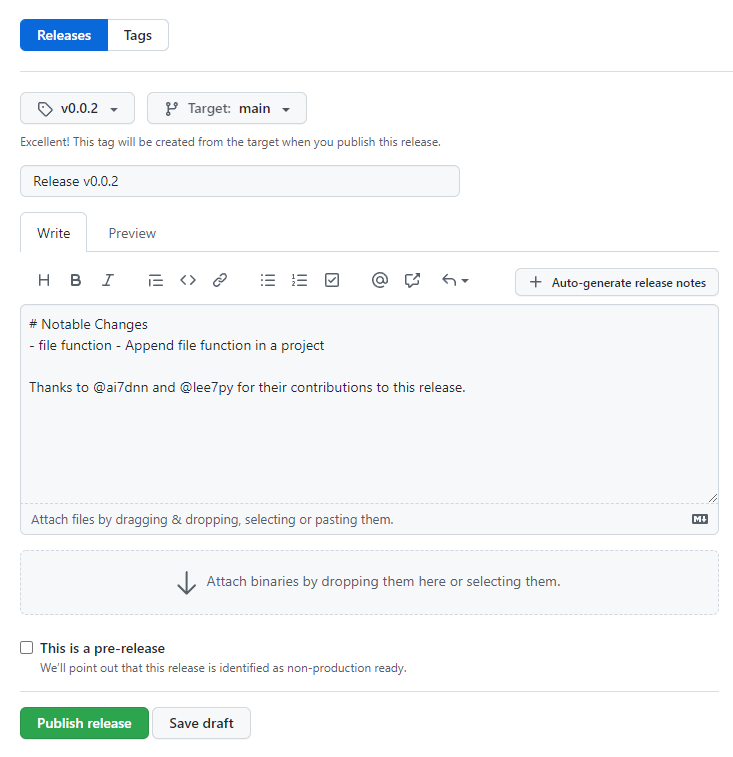 Releases Tags
v0.0.2 Target: main
Excellent! This tag will be created from the target when you publish this release.
Release v0.0.2
Write Preview
H B I @ + Auto-generate release notes
# Notable Changes
- file function - Append file function in a project
Thanks to @ai7dnn and @lee7py for their contributions to this release.
Attach files by dragging & dropping, selecting or pasting them.
Attach binaries by dropping them here or selecting them.
This is a pre-release
We'll point out that this release is identified as non-production ready.
Publish release Save draft